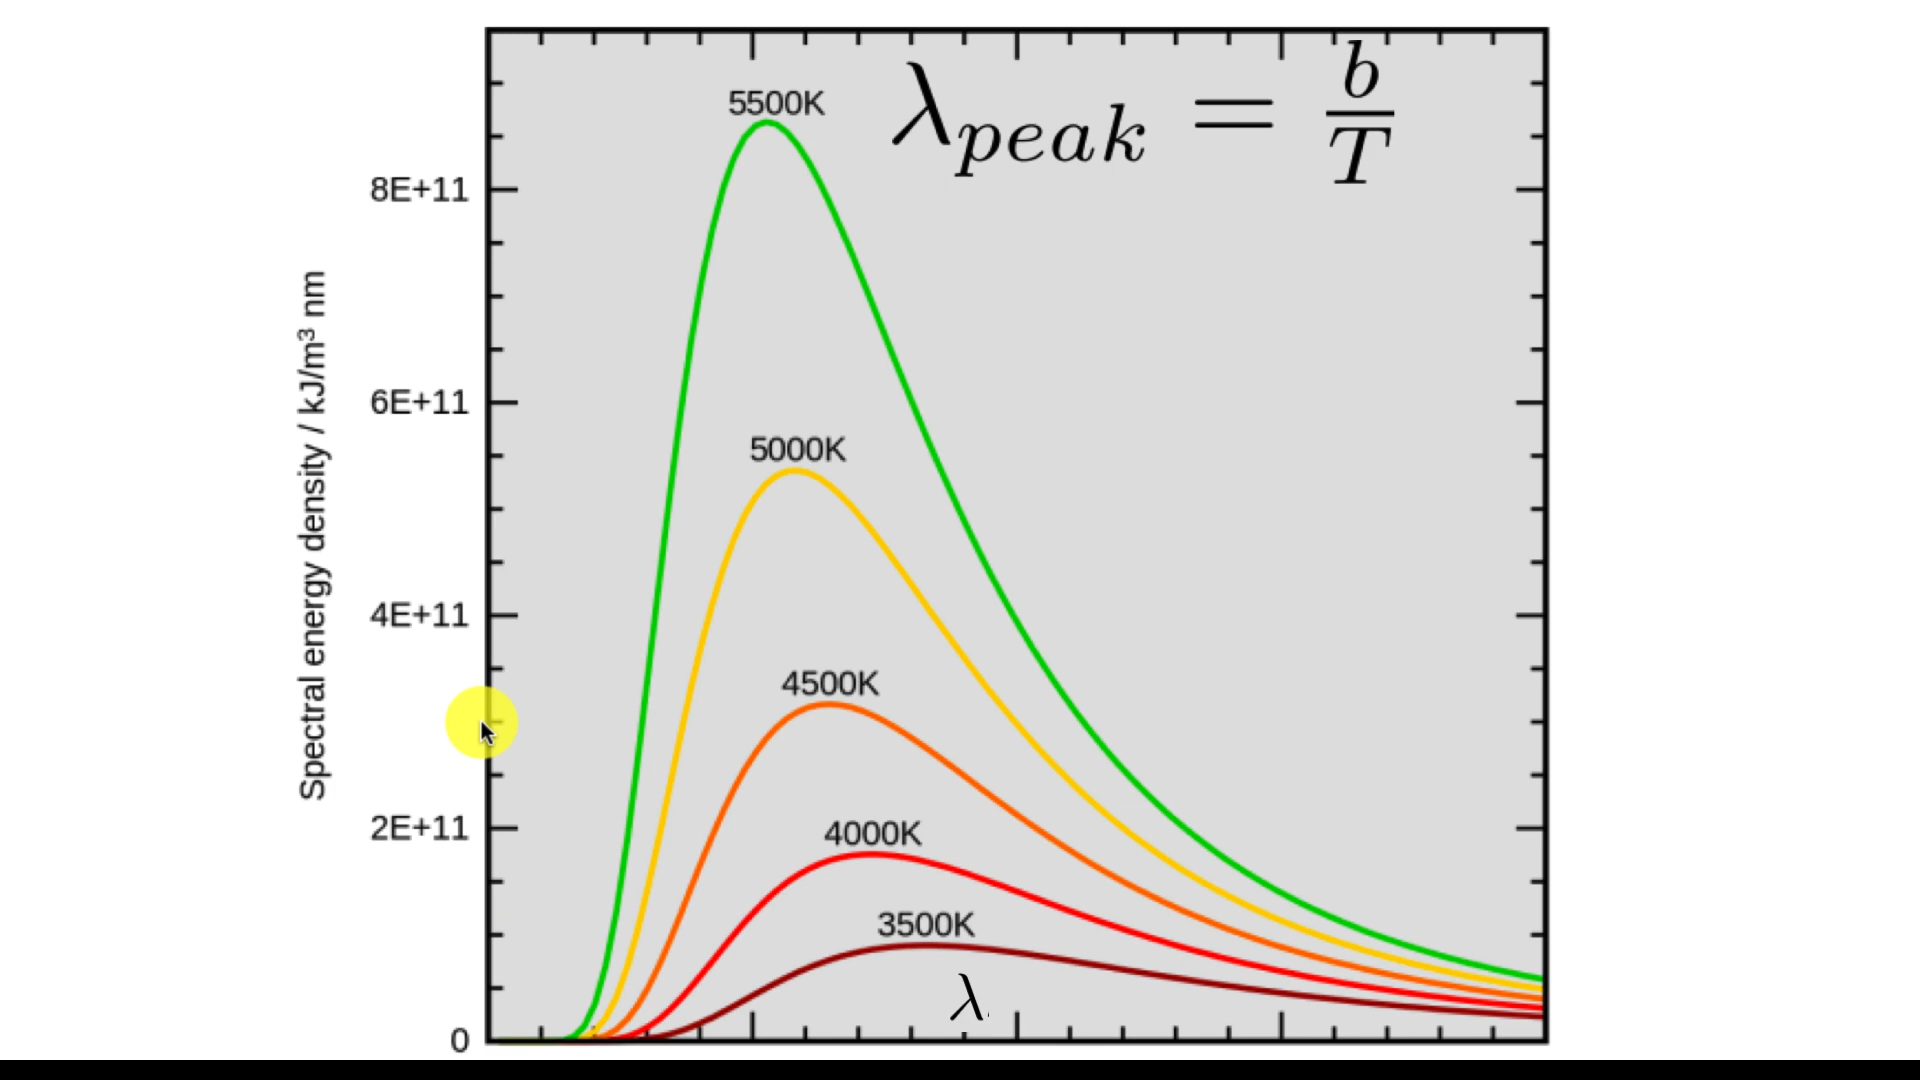 5500K
λ_peak = b/T
8E+11
6E+11
5000K
4500K
4E+11
2E+11
4000K
3500K
λ
0
Spectral energy density / kJ/m³ nm